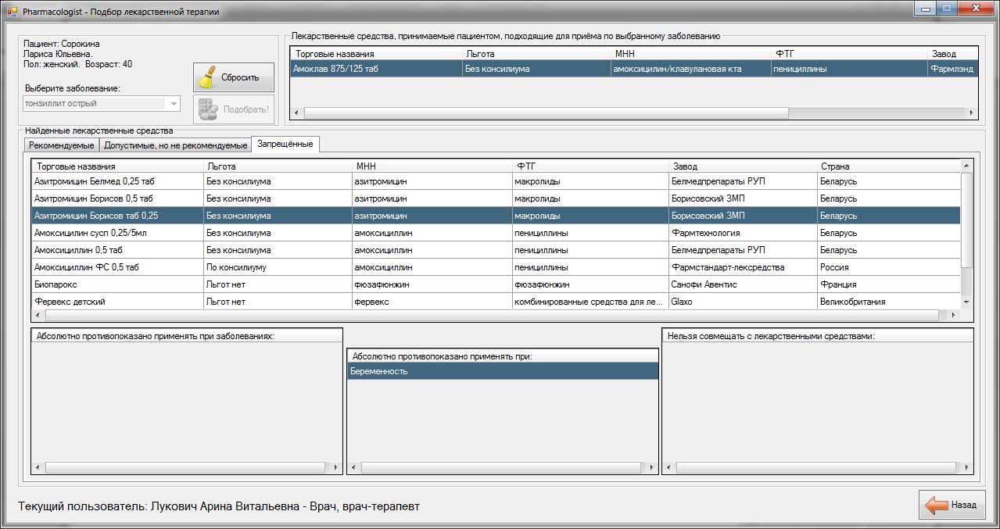 Pharmacologist - Подбор лекарственной терапии
Пациент: Сорокина
Лариса Юльевна.
Пол: женский. Возраст: 40
Выберите заболевание:
тонзиллит острый
Сбросить
Подобрать!
Лекарственные средства, принимаемые пациентом, подходящие для приёма по выбранному заболеванию
Торговые названия Льгота МНН ФТГ Завод
Амоклав 875/125 таб Без консилиума амоксицилин/клавулановая кта пенициллины Фармлэнд
Найденные лекарственные средства
Рекомендуемые Допустимые, но не рекомендуемые Запрещённые
Торговые названия Льгота МНН ФТГ Завод Страна
Азитромицин Белмед 0,25 таб Без консилиума азитромицин макролиды Белмедпрепараты РУП Беларусь
Азитромицин Борисов 0,5 таб Без консилиума азитромицин макролиды Борисовский ЗМП Беларусь
Азитромицин Борисов таб 0,25 Без консилиума азитромицин макролиды Борисовский ЗМП Беларусь
Амоксицилин сусп 0,25/5мл Без консилиума амоксициллин пенициллины Фармтехнология Беларусь
Амоксициллин 0,5 таб Без консилиума амоксициллин пенициллины Белмедпрепараты РУП Беларусь
Амоксициллин ФС 0,5 таб По консилиуму амоксициллин пенициллины Фармстандарт-лексредства Россия
Биопарокс Льгот нет фюзафюнжин фюзафюнжин Санофи Авентис Франция
Фервекс детский Льгот нет фервекс комбинированные средства для ле... Glaxo Великобритания
Абсолютно противопоказано применять при заболеваниях:
Абсолютно противопоказано применять при:
Беременность
Нельзя совмещать с лекарственными средствами:
Текущий пользователь: Лукович Арина Витальевна - Врач, врач-терапевт
Назад